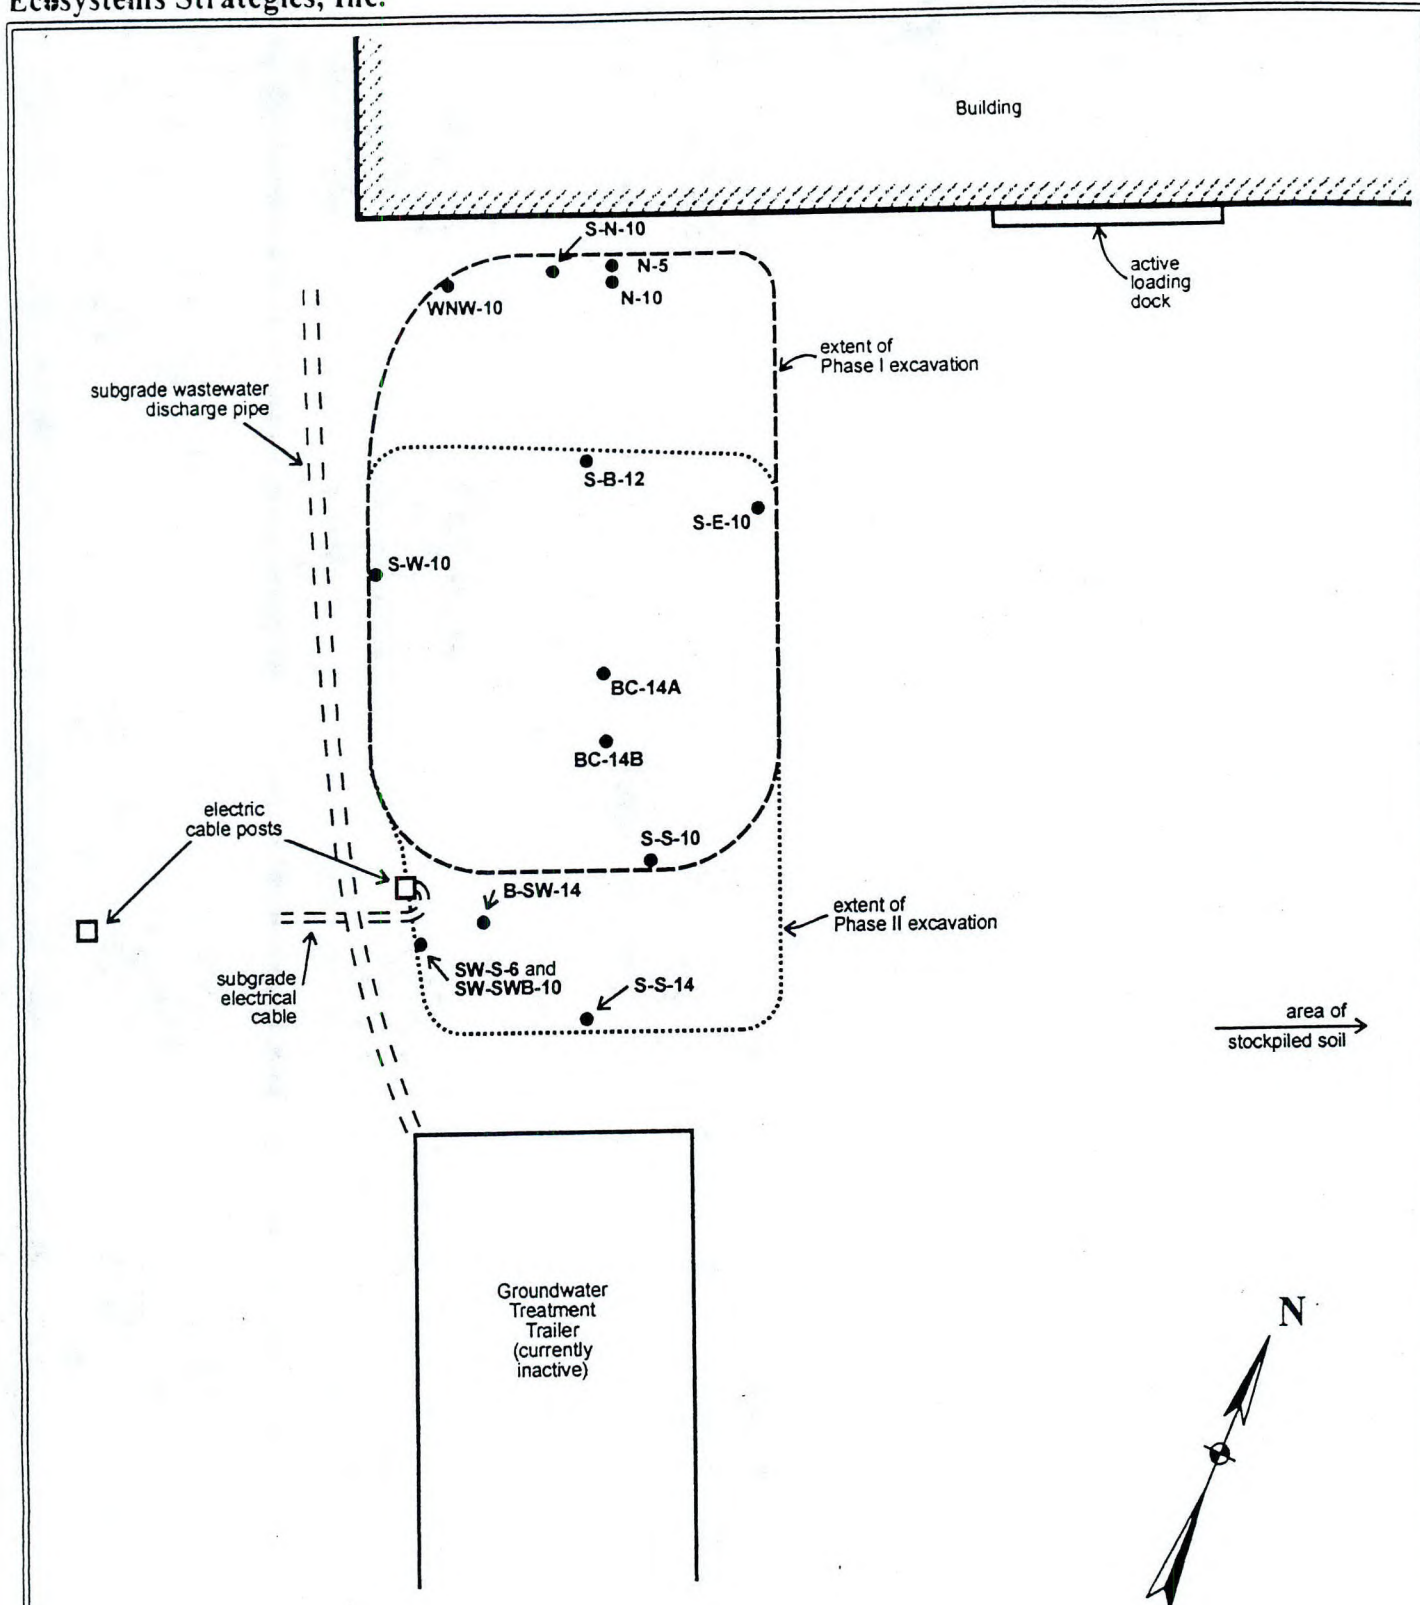 Ecosystems Strategies, Inc.
Building
S-N-10
N-5
N-10
WNW-10
active
loading
dock
extent of
Phase I excavation
subgrade wastewater
discharge pipe
S-B-12
S-E-10
S-W-10
BC-14A
BC-14B
electric
cable posts
S-S-10
B-SW-14
extent of
Phase II excavation
subgrade
electrical
cable
SW-S-6 and
SW-SWB-10
S-S-14
area of
stockpiled soil
Groundwater
Treatment
Trailer
(currently
inactive)
N